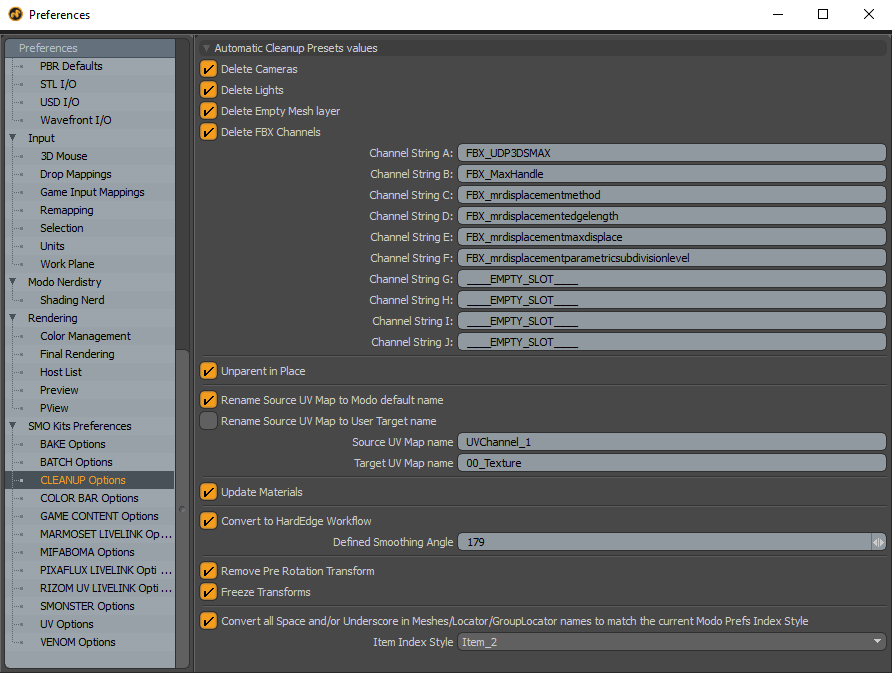 Preferences
Preferences
PBR Defaults
STL I/O
USD I/O
Wavefront I/O
Input
3D Mouse
Drop Mappings
Game Input Mappings
Remapping
Selection
Units
Work Plane
Modo Nerdistry
Shading Nerd
Rendering
Color Management
Final Rendering
Host List
Preview
PView
SMO Kits Preferences
BAKE Options
BATCH Options
CLEANUP Options
COLOR BAR Options
GAME CONTENT Options
MARMOSET LIVELINK Op...
MIFABOMA Options
PIXAFLUX LIVELINK Opti ...
RIZOM UV LIVELINK Opti ...
SMONSTER Options
UV Options
VENOM Options
Automatic Cleanup Presets values
Delete Cameras
Delete Lights
Delete Empty Mesh layer
Delete FBX Channels
Channel String A: FBX_UDP3DSMAX
Channel String B: FBX_MaxHandle
Channel String C: FBX_mrdisplacementmethod
Channel String D: FBX_mrdisplacementedgelength
Channel String E: FBX_mrdisplacementmaxdisplace
Channel String F: FBX_mrdisplacementparametricsubdivisionlevel
Channel String G: ____EMPTY_SLOT____
Channel String H: ____EMPTY_SLOT____
Channel String I: ____EMPTY_SLOT____
Channel String J: ____EMPTY_SLOT____
Unparent in Place
Rename Source UV Map to Modo default name
Rename Source UV Map to User Target name
Source UV Map name UVChannel_1
Target UV Map name 00_Texture
Update Materials
Convert to HardEdge Workflow
Defined Smoothing Angle 179
Remove Pre Rotation Transform
Freeze Transforms
Convert all Space and/or Underscore in Meshes/Locator/GroupLocator names to match the current Modo Prefs Index Style
Item Index Style Item_2